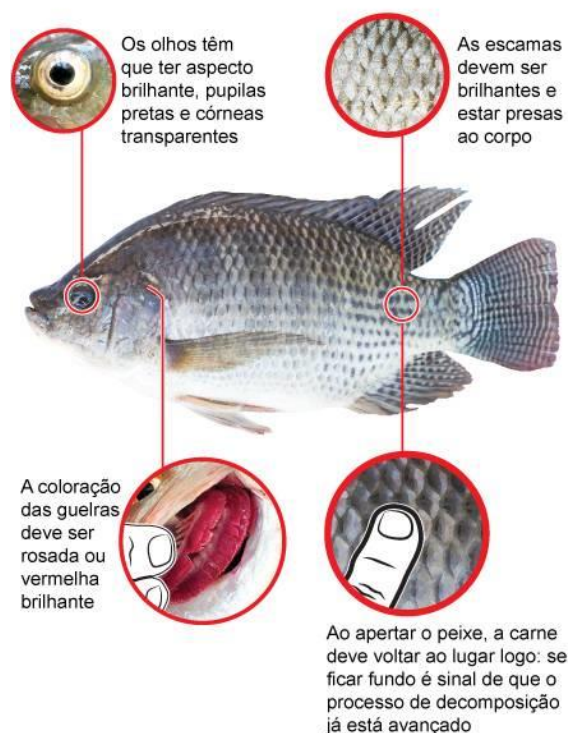 Os olhos têm
que ter aspecto
brilhante, pupilas
pretas e córneas
transparentes
As escamas
devem ser
brilhantes e
estar presas
ao corpo
A coloração
das guelras
deve ser
rosada ou
vermelha
brilhante
Ao apertar o peixe, a carne
deve voltar ao lugar logo: se
ficar fundo é sinal de que o
processo de decomposição
já está avançado